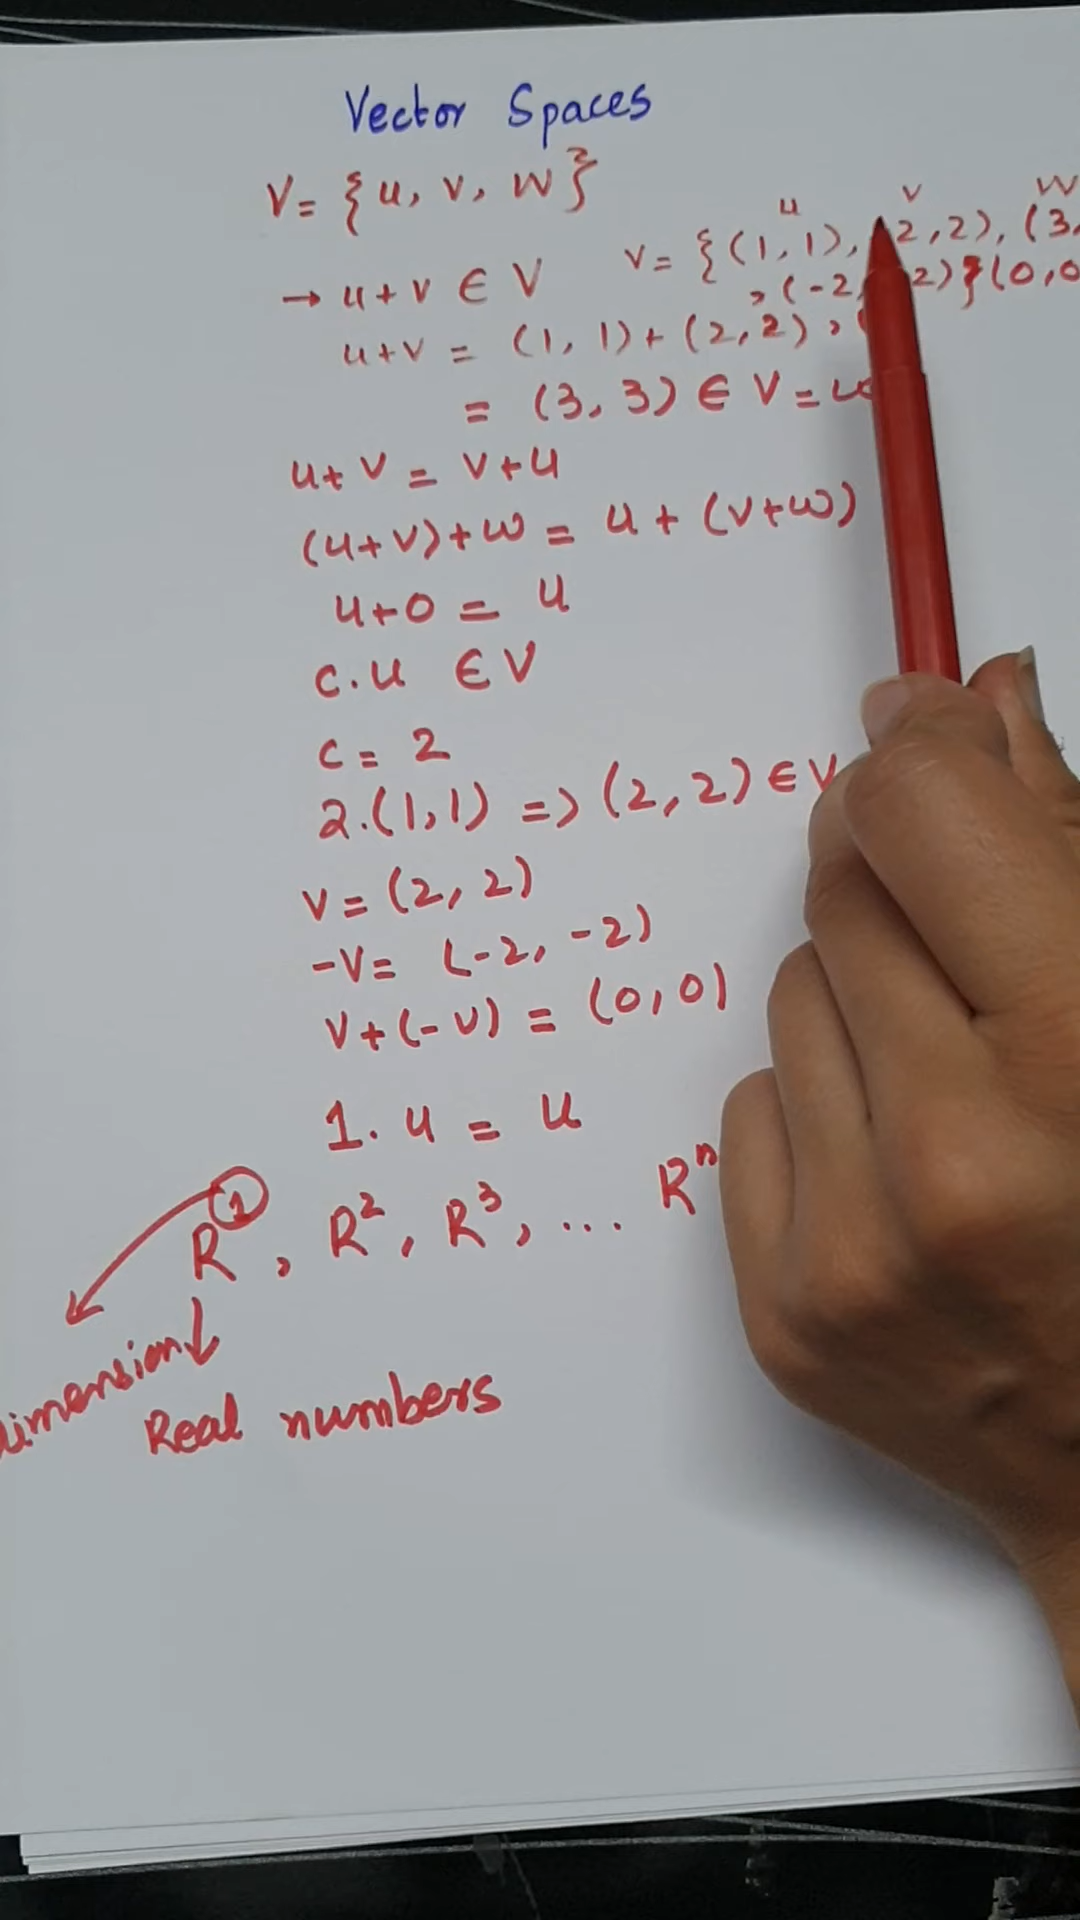 Vector Spaces
V = {u, v, w}
u v w
→ u + v ∈ V
V = {(1, 1), 2, 2), (3,
, (-2, 2)} (0, 0
u+v = (1, 1) + (2, 2) , (
= (3, 3) ∈ V = w
u + v = v + u
(u+v)+w = u + (v+w)
u+0 = u
c.u ∈ V
c = 2
2.(1,1) => (2, 2) ∈ V
v = (2, 2)
-v = (-2, -2)
v + (-v) = (0, 0)
1. u = u
R¹, R², R³, ... Rⁿ
imension
Real numbers